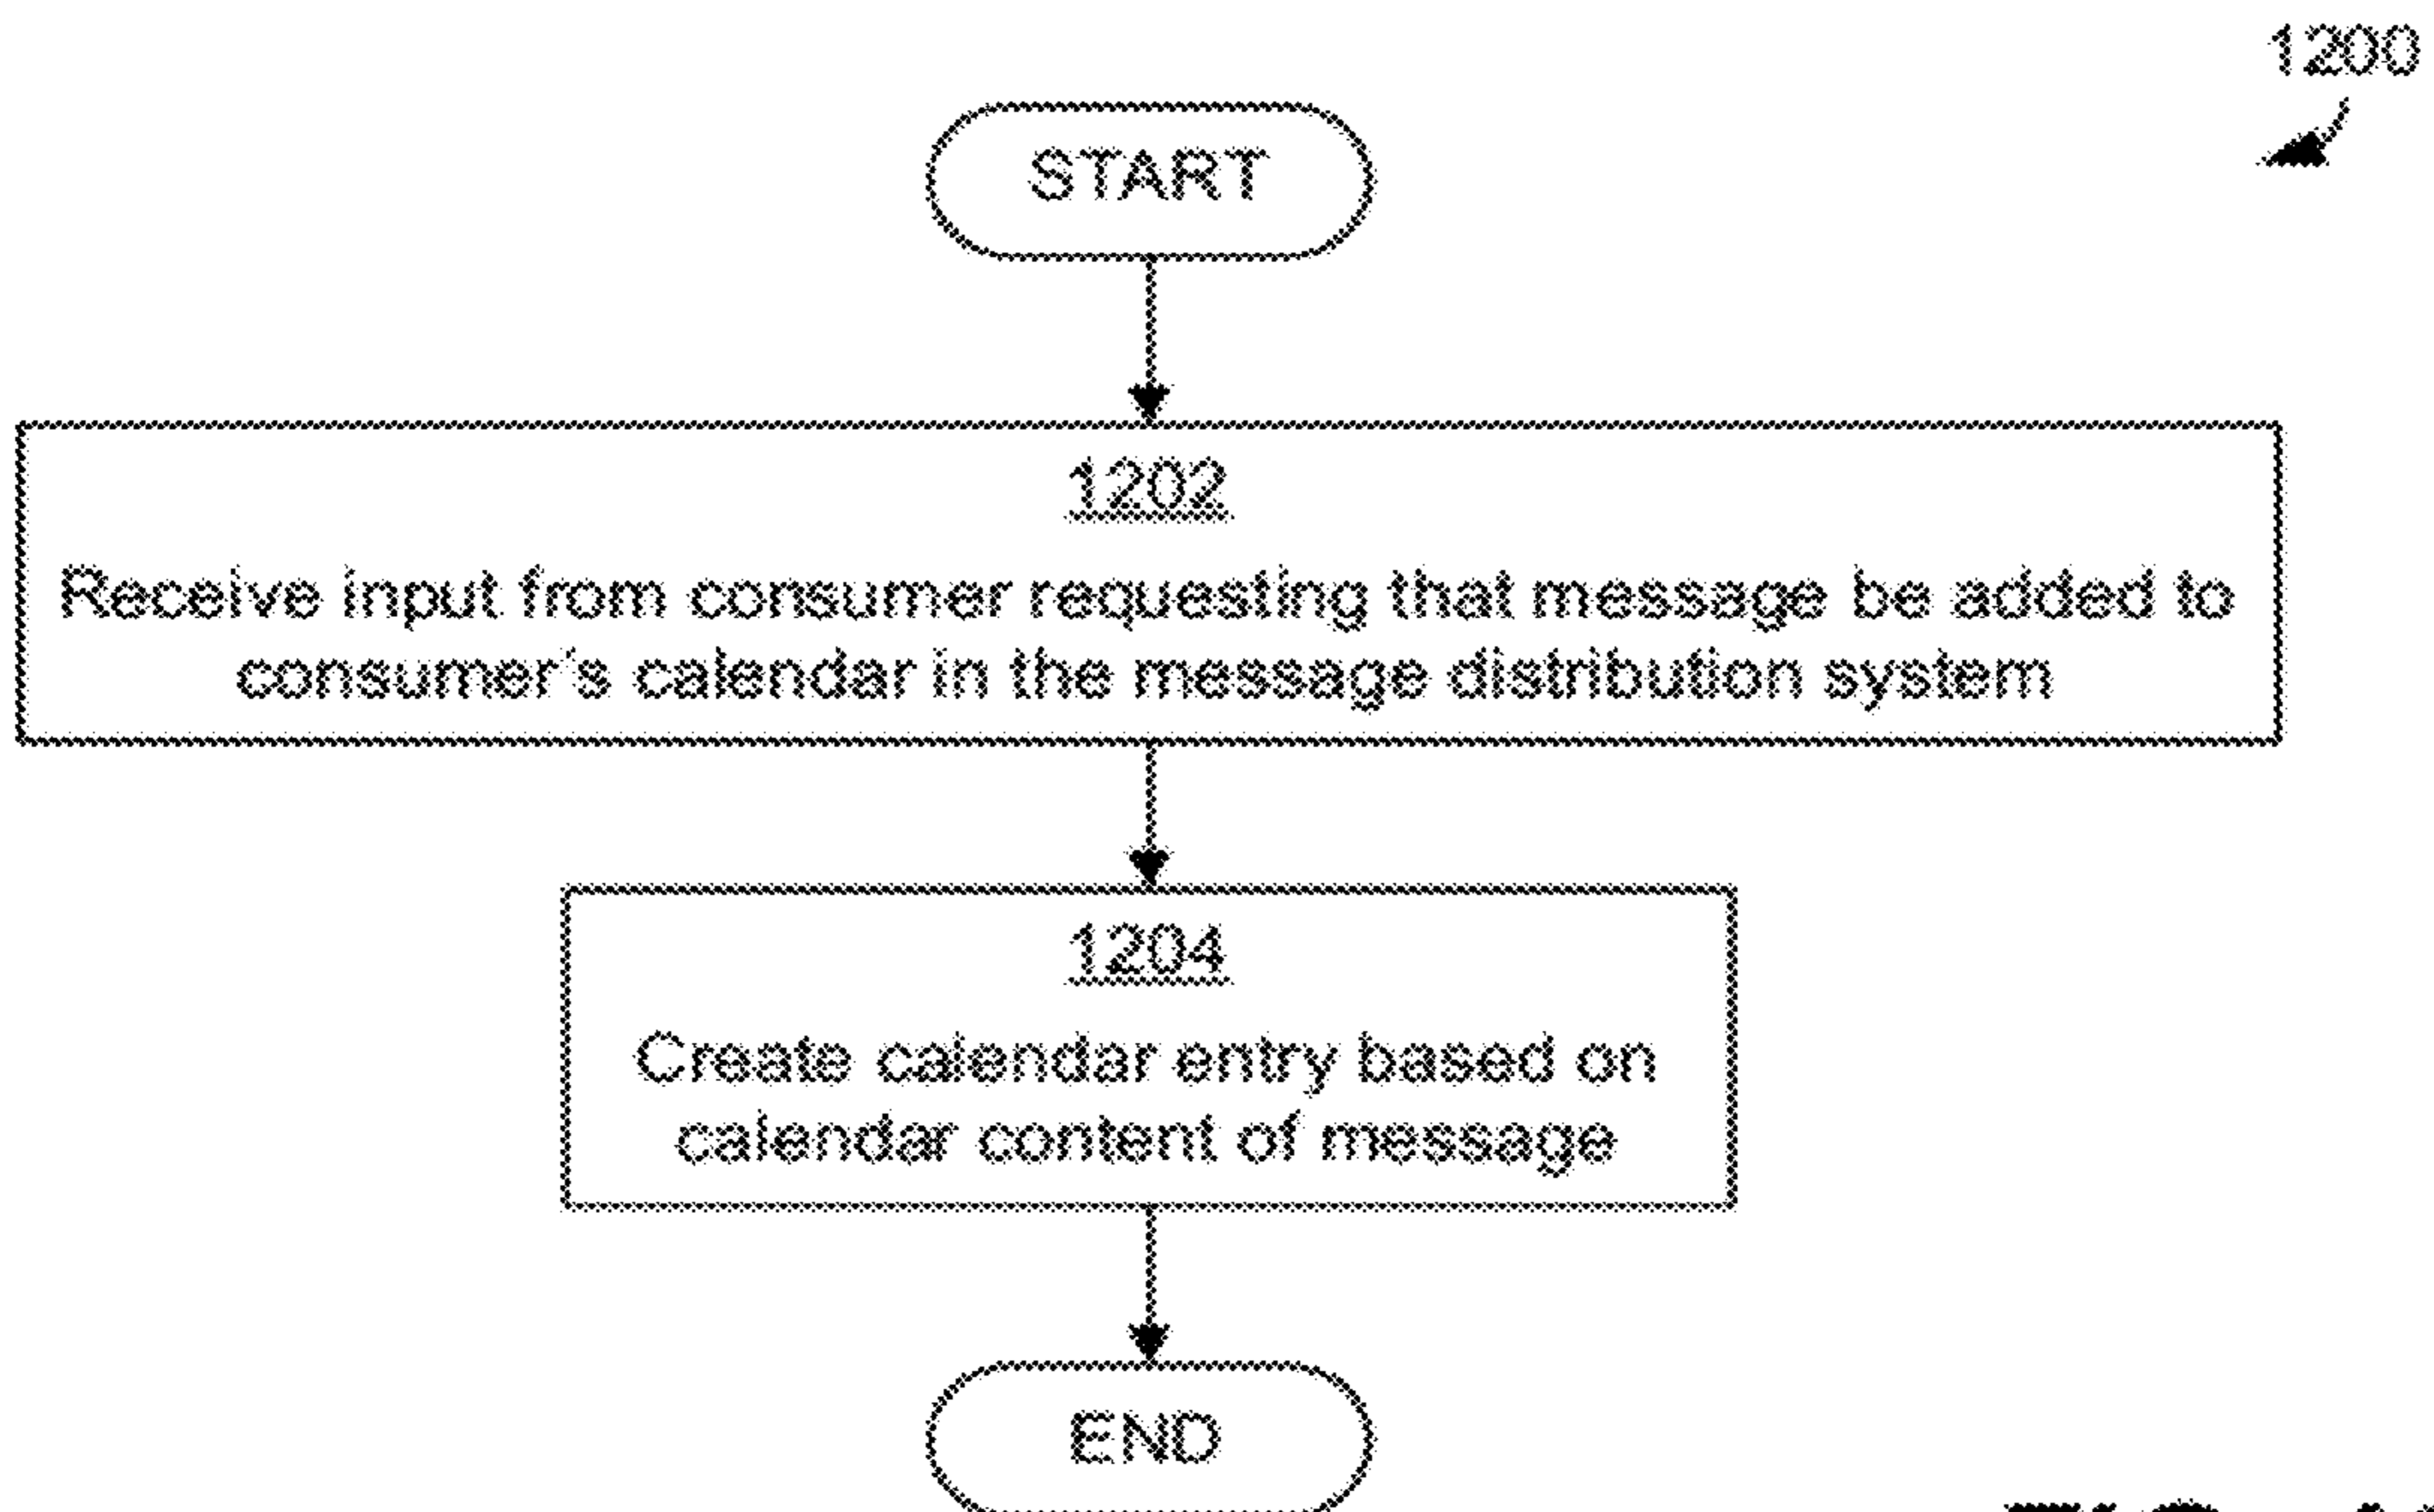 1200
START
1202
Receive input from consumer requesting that message be added to
consumer's calendar in the message distribution system
1204
Create calendar entry based on
calendar content of message
END